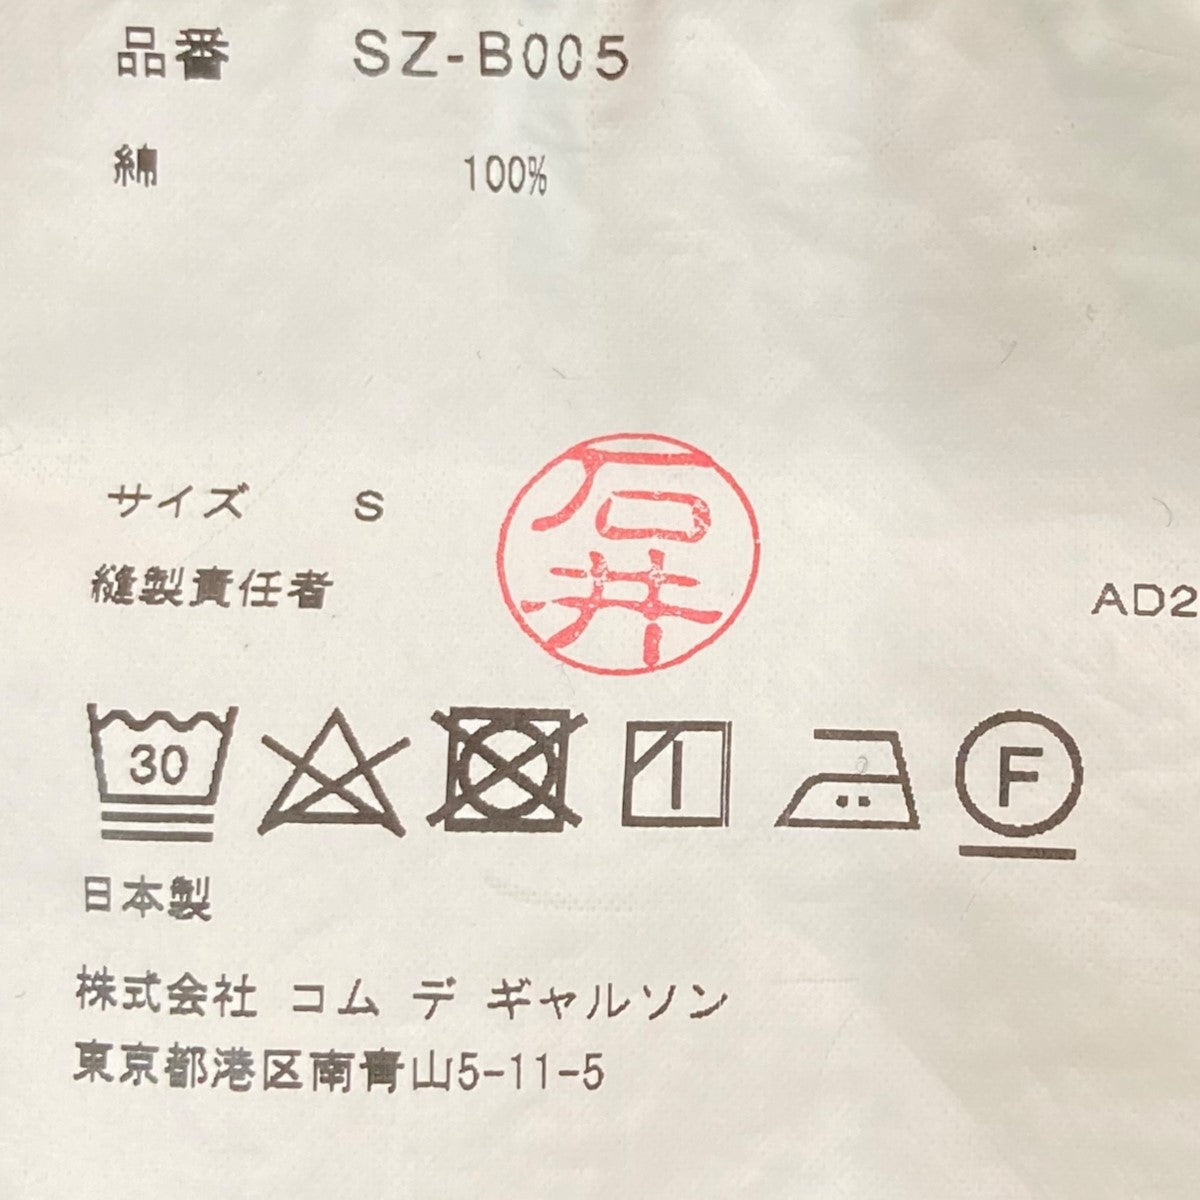 品番 SZ-B005
綿 100%
サイズ S
石井
縫製責任者
AD2
30
F
日本製
株式会社 コム デ ギャルソン
東京都港区南青山5-11-5